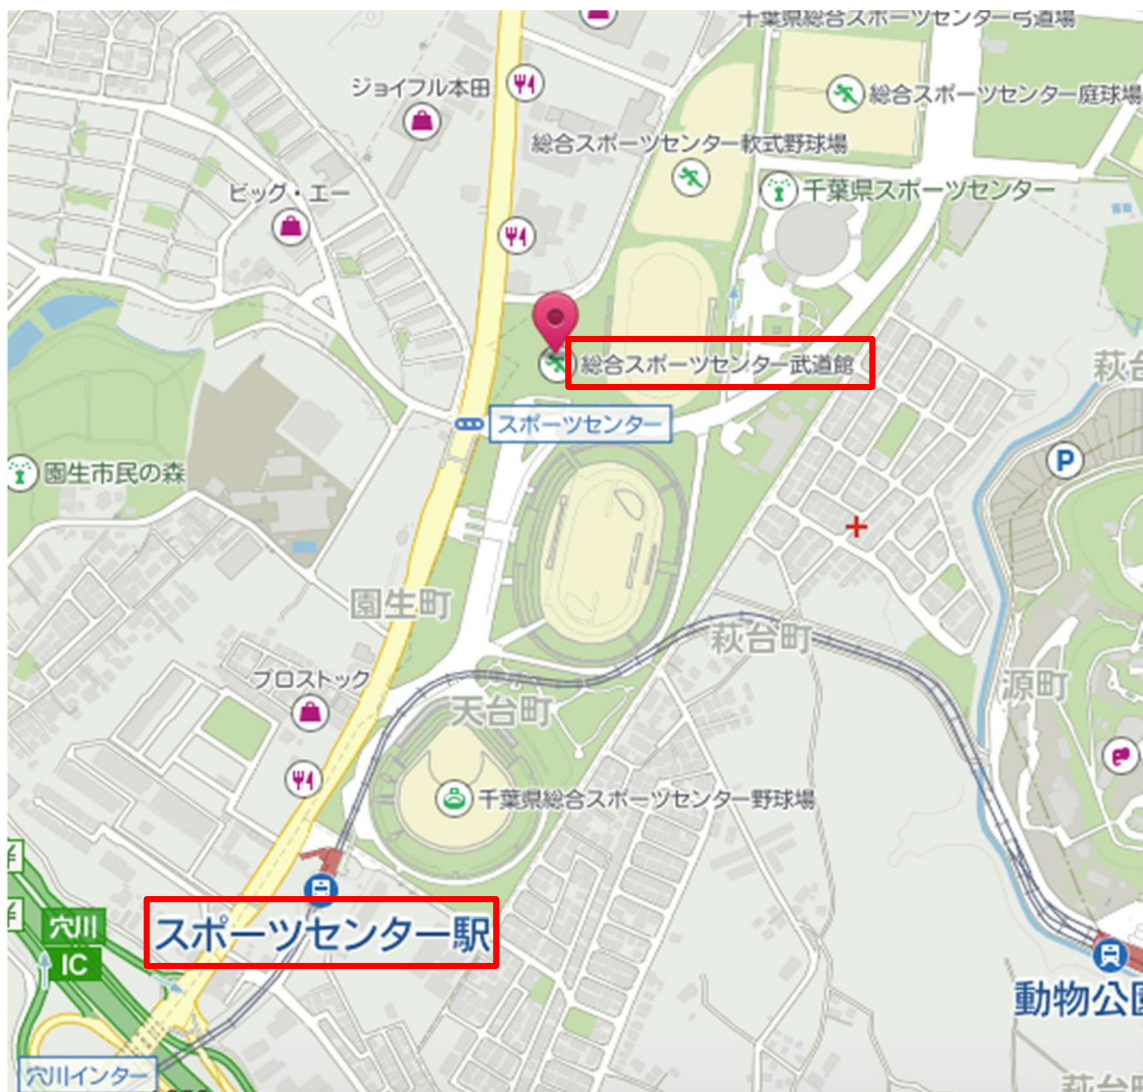 千葉県総合スポーツセンター弓道場
ジョイフル本田
総合スポーツセンター庭球場
総合スポーツセンター軟式野球場
ビッグ・エー
千葉県スポーツセンター
総合スポーツセンター武道館
萩台
スポーツセンター
P
園生市民の森
園生町
萩台町
源町
プロストック
天台町
千葉県総合スポーツセンター野球場
穴川
IC
スポーツセンター駅
動物公園
穴川インター
萩台町